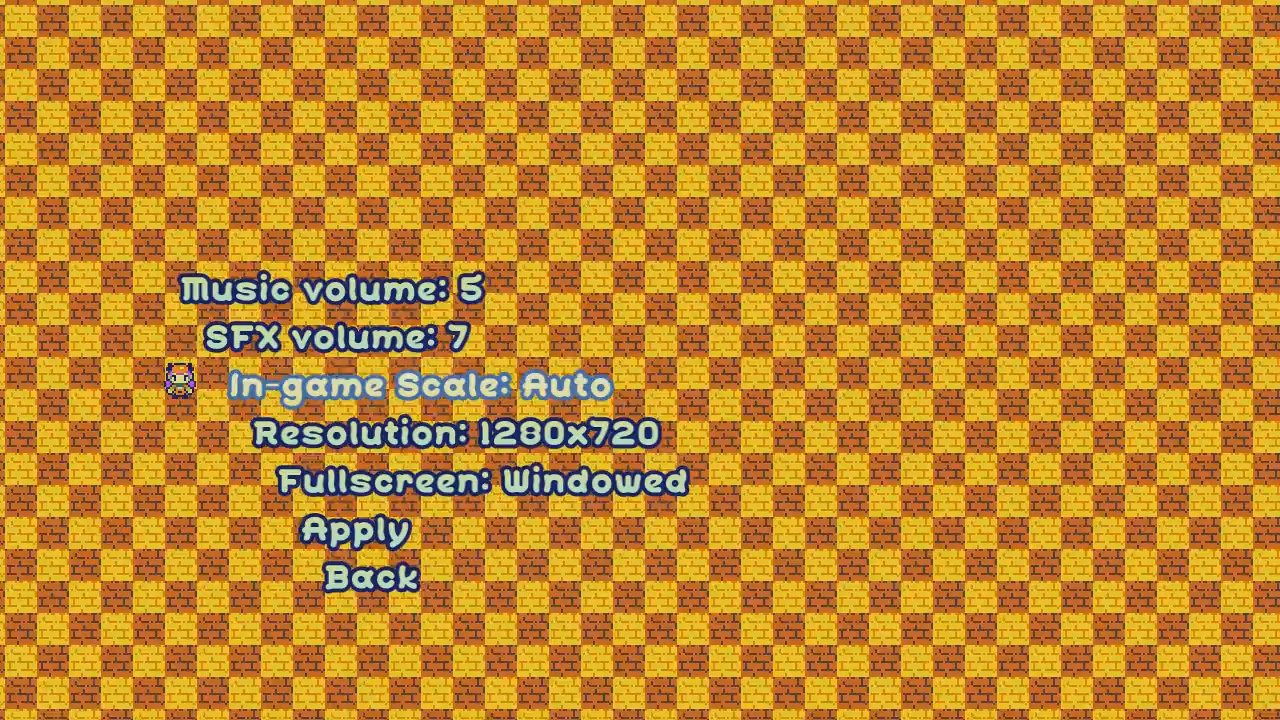 Music volume: 5
SFX volume: 7
In-game Scale: Auto
Resolution: 1280x720
Fullscreen: Windowed
Apply
Back